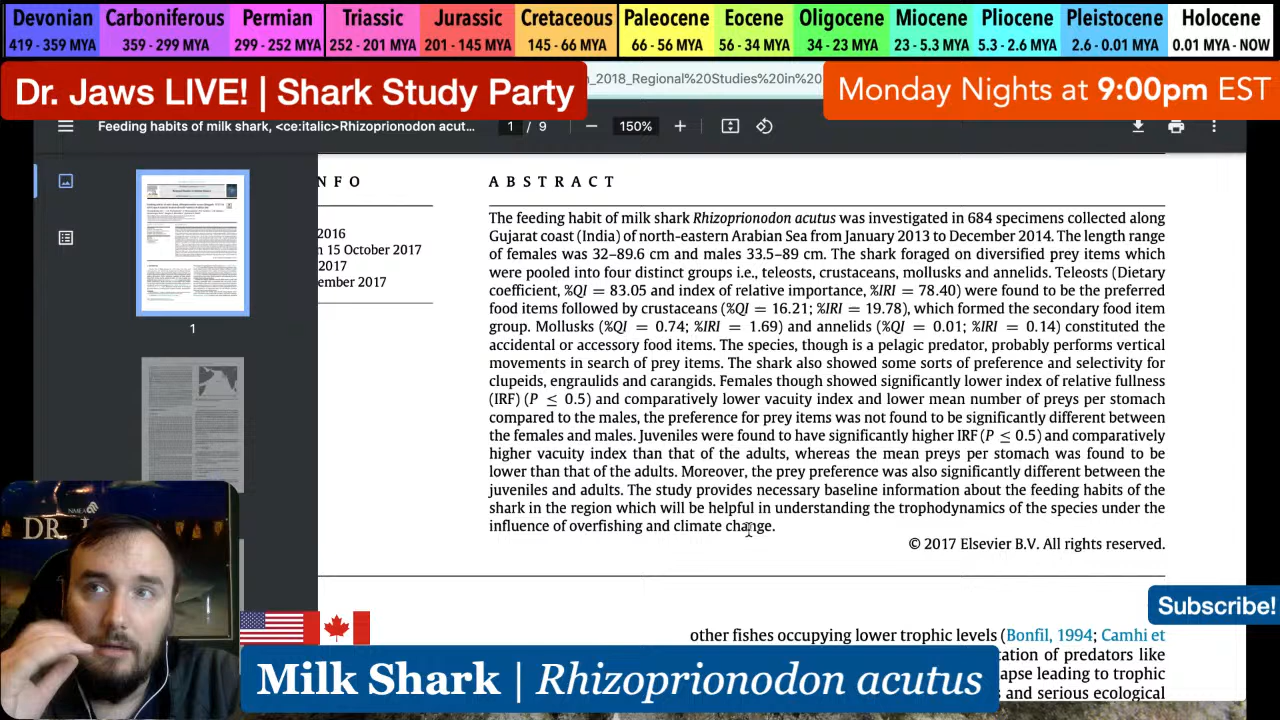 Devonian Carboniferous Permian Triassic Jurassic Cretaceous Paleocene Eocene Oligocene Miocene Pliocene Pleistocene Holocene
419 - 359 MYA 359 - 299 MYA 299 - 252 MYA 252 - 201 MYA 201 - 145 MYA 145 - 66 MYA 66 - 56 MYA 56 - 34 MYA 34 - 23 MYA 23 - 5.3 MYA 5.3 - 2.6 MYA 2.6 - 0.01 MYA 0.01 MYA - NOW
Dr. Jaws LIVE! | Shark Study Party
_2018_Regional%20Studies%20in%20
Monday Nights at 9:00pm EST
Feeding habits of milk shark, <ce:italic>Rhizoprionodon acut... 1 / 9 — 150% +
NFO
2016
15 October 2017
2017
ember 2017
1
ABSTRACT
The feeding habit of milk shark Rhizoprionodon acutus was investigated in 684 specimens collected along
Gujarat coast (India) of north-eastern Arabian Sea from January 2013 to December 2014. The length range
of females was 32–89.6 cm and males 33.5–89 cm. The shark foraged on diversified prey items which
were pooled into four distinct groups i.e., teleosts, crustaceans, mollusks and annelids. Teleosts (Dietary
coefficient, %QI = and index of relative importance, %IRI = 78.40) were found to be the preferred
food items followed by crustaceans (%QI = 16.21; %IRI = 19.78), which formed the secondary food item
group. Mollusks (%QI = 0.74; %IRI = 1.69) and annelids (%QI = 0.01; %IRI = 0.14) constituted the
accidental or accessory food items. The species, though is a pelagic predator, probably performs vertical
movements in search of prey items. The shark also showed some sorts of preference and selectivity for
clupeids, engraulids and carangids. Females though showed significantly lower index of relative fullness
(IRF) (P ≤ 0.5) and comparatively lower vacuity index and lower mean number of preys per stomach
compared to the males, the preference for prey items was not found to be significantly different between
the females and males. Juveniles were found to have significantly higher IRF (P ≤ 0.5) and comparatively
higher vacuity index than that of the adults, whereas the mean preys per stomach was found to be
lower than that of the adults. Moreover, the prey preference was also significantly different between the
juveniles and adults. The study provides necessary baseline information about the feeding habits of the
shark in the region which will be helpful in understanding the trophodynamics of the species under the
influence of overfishing and climate change.
© 2017 Elsevier B.V. All rights reserved.
DR.
Subscribe!
other fishes occupying lower trophic levels (Bonfil, 1994; Camhi et
ation of predators like
apse leading to trophic
and serious ecological
Milk Shark | Rhizoprionodon acutus